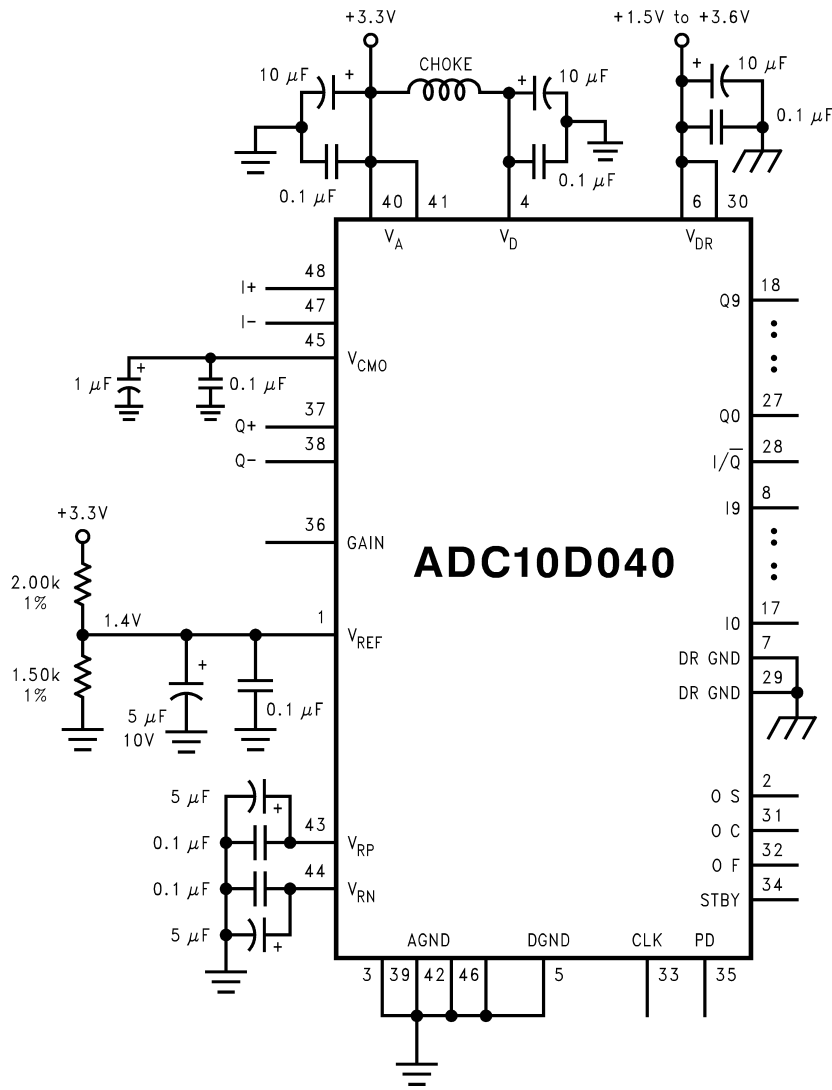 +3.3V
+1.5V to +3.6V
CHOKE
10 μF +
+ 10 μF
+ 10 μF
0.1 μF
0.1 μF
0.1 μF
40 41 4 6 30
VA VD VDR
48
I+
47
I-
45
VCMO
1 μF +
0.1 μF
37
Q+
38
Q-
36
GAIN
+3.3V
2.00k
1%
1.4V
1
VREF
1.50k
1%
+
5 μF
10V
0.1 μF
5 μF
+
43
0.1 μF
VRP
44
0.1 μF
VRN
5 μF
+
ADC10D040
Q9 18
Q0 27
I/Q̅ 28
I9 8
I0 17
DR GND 7
DR GND 29
O S 2
O C 31
O F 32
STBY 34
AGND DGND CLK PD
3 39 42 46 5 33 35